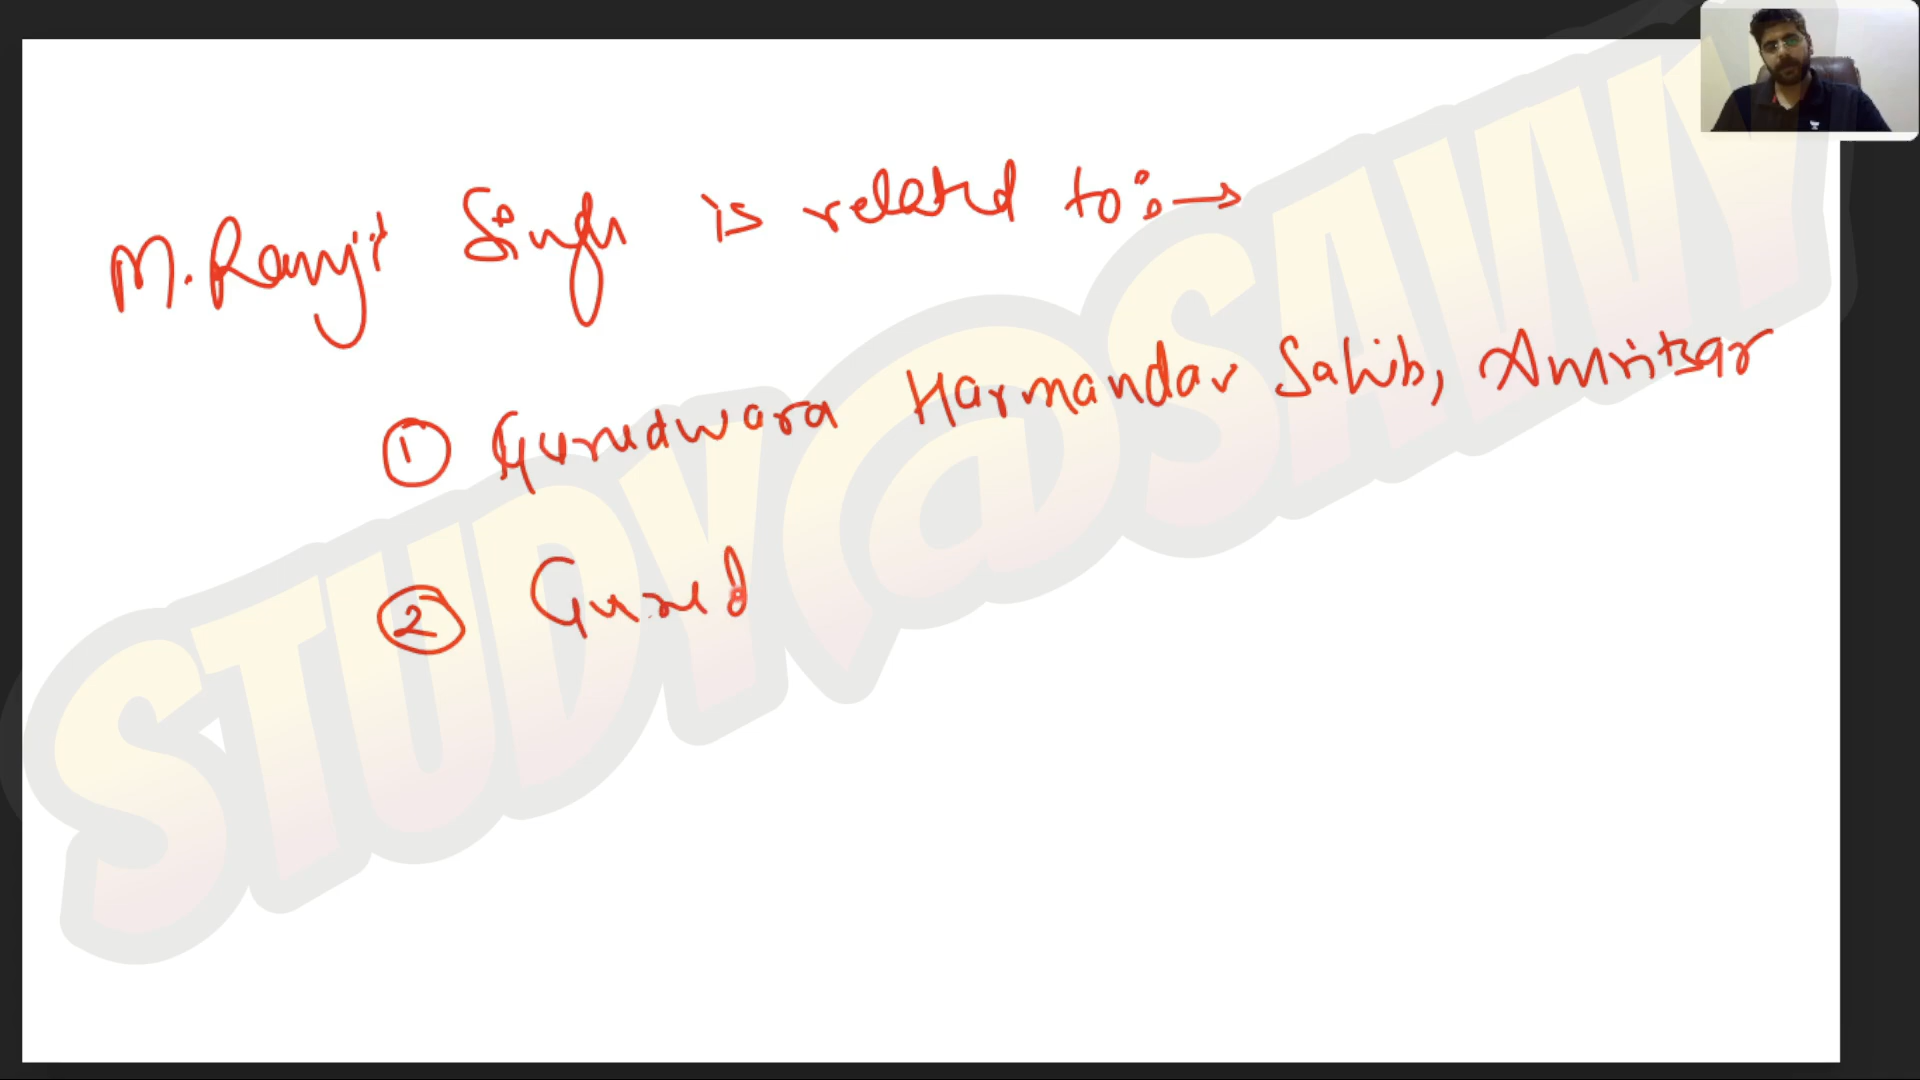 M. Ranjit Singh is related to:→
① Gurudwara Harmandar Sahib, Amritsar
② Gurud
STUDY@SAVVY